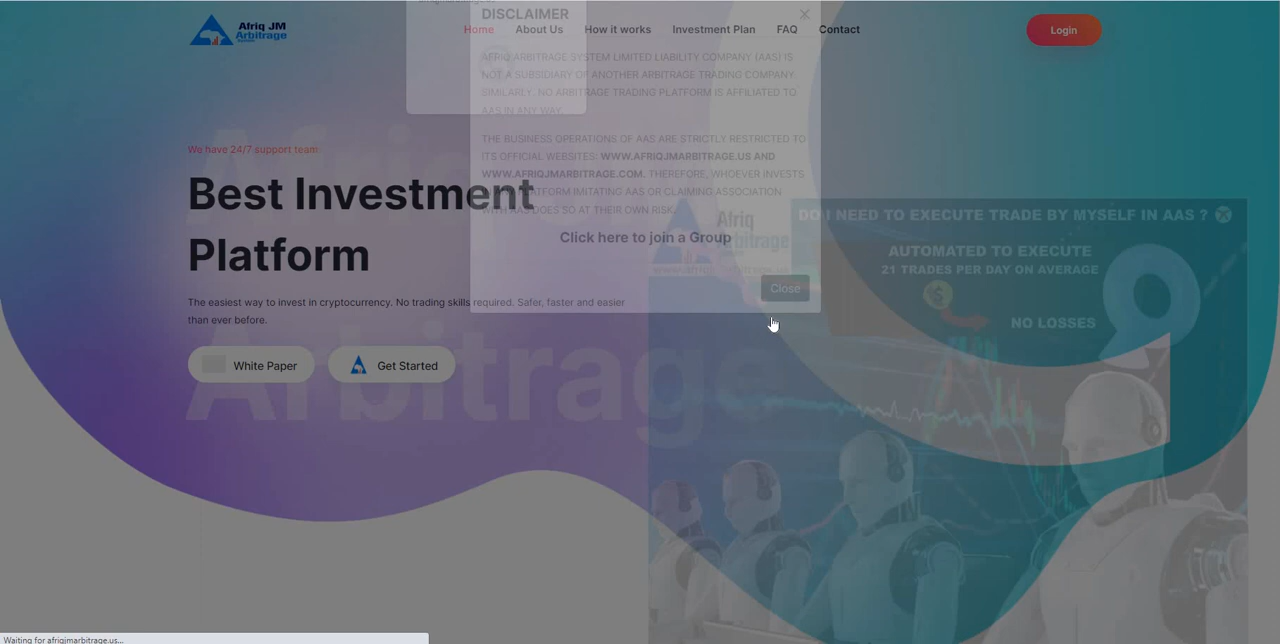 Afriq JM
Arbitrage
Home
About Us
How it works
Investment Plan
FAQ
Contact
Login
DISCLAIMER
AFRIQ ARBITRAGE SYSTEM LIMITED LIABILITY COMPANY (AAS) IS
NOT A SUBSIDIARY OF ANOTHER ARBITRAGE TRADING COMPANY.
SIMILARLY, NO ARBITRAGE TRADING PLATFORM IS AFFILIATED TO
AAS IN ANY WAY.
THE BUSINESS OPERATIONS OF AAS ARE STRICTLY RESTRICTED TO
ITS OFFICIAL WEBSITES: WWW.AFRIQJMARBITRAGE.US AND
WWW.AFRIQJMARBITRAGE.COM. THEREFORE, WHOEVER INVESTS
PLATFORM IMITATING AAS OR CLAIMING ASSOCIATION
WITH AAS DOES SO AT THEIR OWN RISK.
Click here to join a Group
Close
We have 24/7 support team
Best Investment
Platform
The easiest way to invest in cryptocurrency. No trading skills required. Safer, faster and easier
than ever before.
White Paper
Get Started
Afriq
Arbitrage
Afriq
Arbitrage
DO I NEED TO EXECUTE TRADE BY MYSELF IN AAS ?
AUTOMATED TO EXECUTE
21 TRADES PER DAY ON AVERAGE
NO LOSSES
Waiting for afriqjmarbitrage.us...